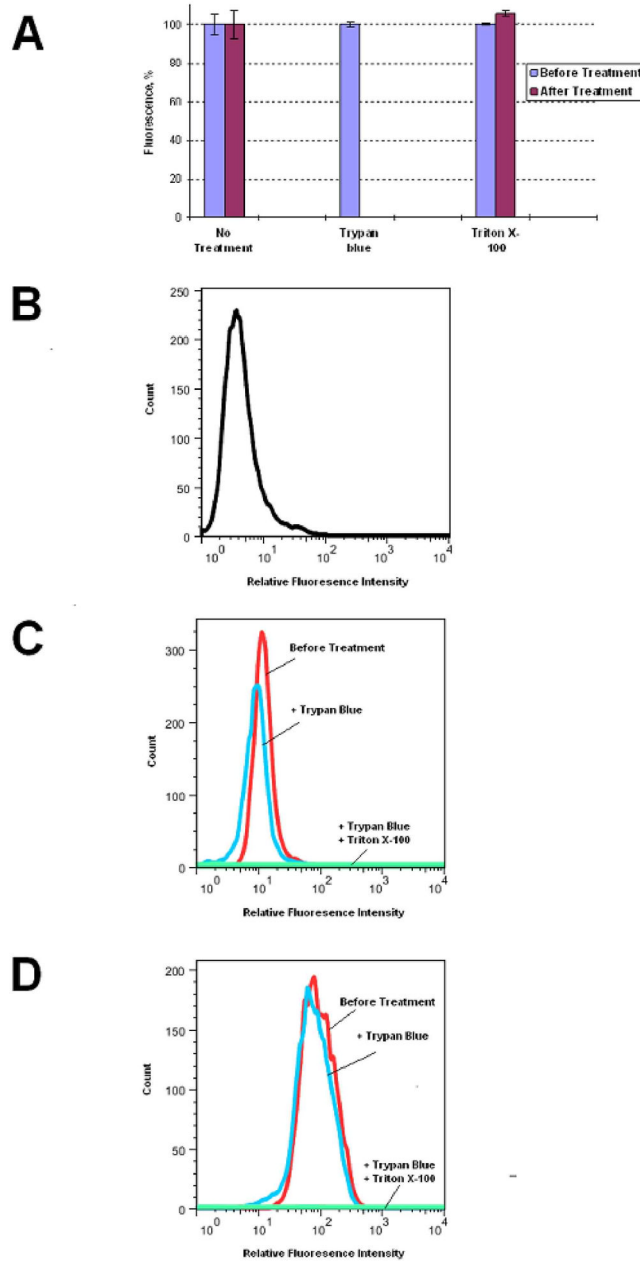 A
Fluorescence, %
100
80
60
40
20
0
No
Treatment
Trypan
blue
Triton X-
100
Before Treatment
After Treatment
B
Count
250
200
150
100
50
0
10^0
10^1
10^2
10^3
10^4
Relative Fluoresence Intensity
C
Count
300
200
100
0
Before Treatment
+ Trypan Blue
+ Trypan Blue
+ Triton X-100
10^0
10^1
10^2
10^3
10^4
Relative Fluoresence Intensity
D
Count
200
150
100
50
0
Before Treatment
+ Trypan Blue
+ Trypan Blue
+ Triton X-100
10^0
10^1
10^2
10^3
10^4
Relative Fluoresence Intensity